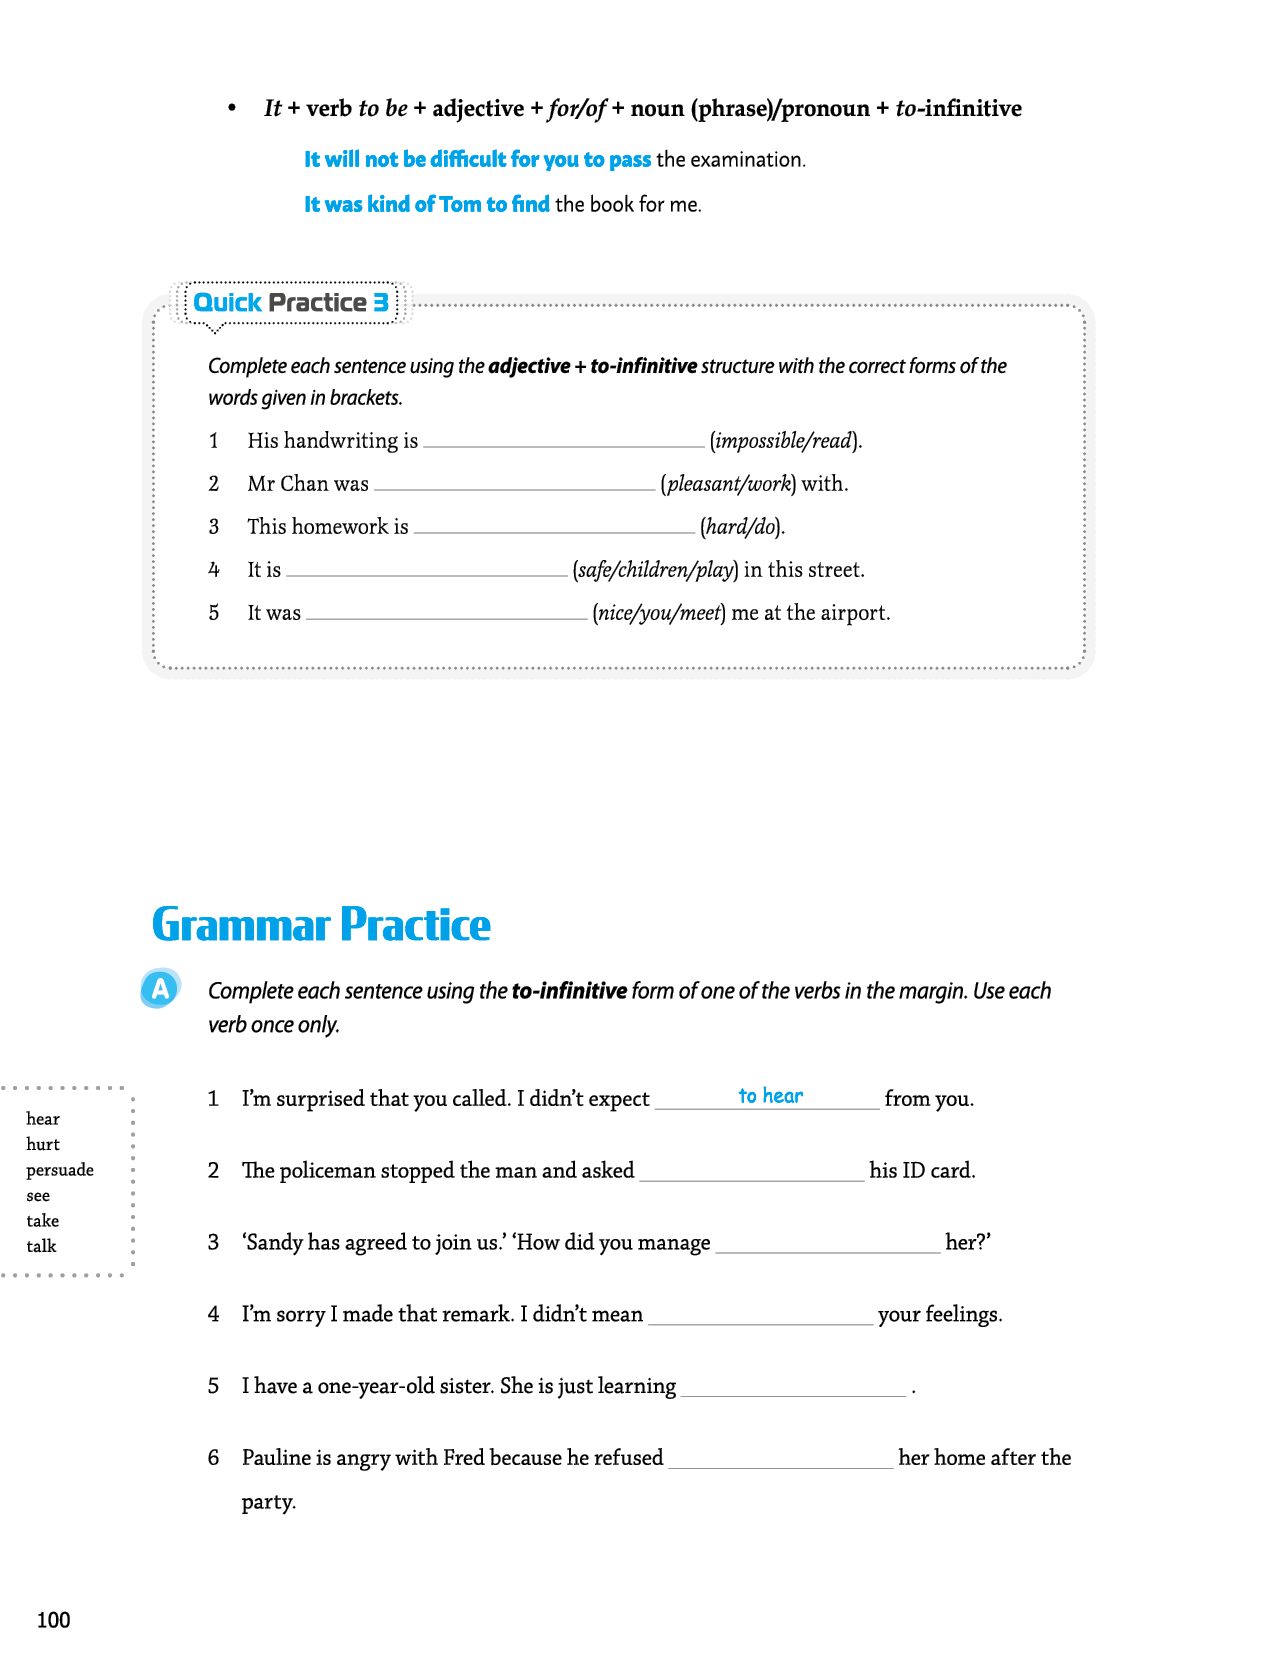 • It + verb to be + adjective + for/of + noun (phrase)/pronoun + to-infinitive
It will not be difficult for you to pass the examination.
It was kind of Tom to find the book for me.
Quick Practice 3
Complete each sentence using the adjective + to-infinitive structure with the correct forms of the
words given in brackets.
1 His handwriting is ____ (impossible/read).
2 Mr Chan was ____ (pleasant/work) with.
3 This homework is ____ (hard/do).
4 It is ____ (safe/children/play) in this street.
5 It was ____ (nice/you/meet) me at the airport.
Grammar Practice
A Complete each sentence using the to-infinitive form of one of the verbs in the margin. Use each
verb once only.
hear
hurt
persuade
see
take
talk
1 I’m surprised that you called. I didn’t expect to hear from you.
2 The policeman stopped the man and asked ____ his ID card.
3 ‘Sandy has agreed to join us.’ ‘How did you manage ____ her?’
4 I’m sorry I made that remark. I didn’t mean ____ your feelings.
5 I have a one-year-old sister. She is just learning ____ .
6 Pauline is angry with Fred because he refused ____ her home after the
party.
100